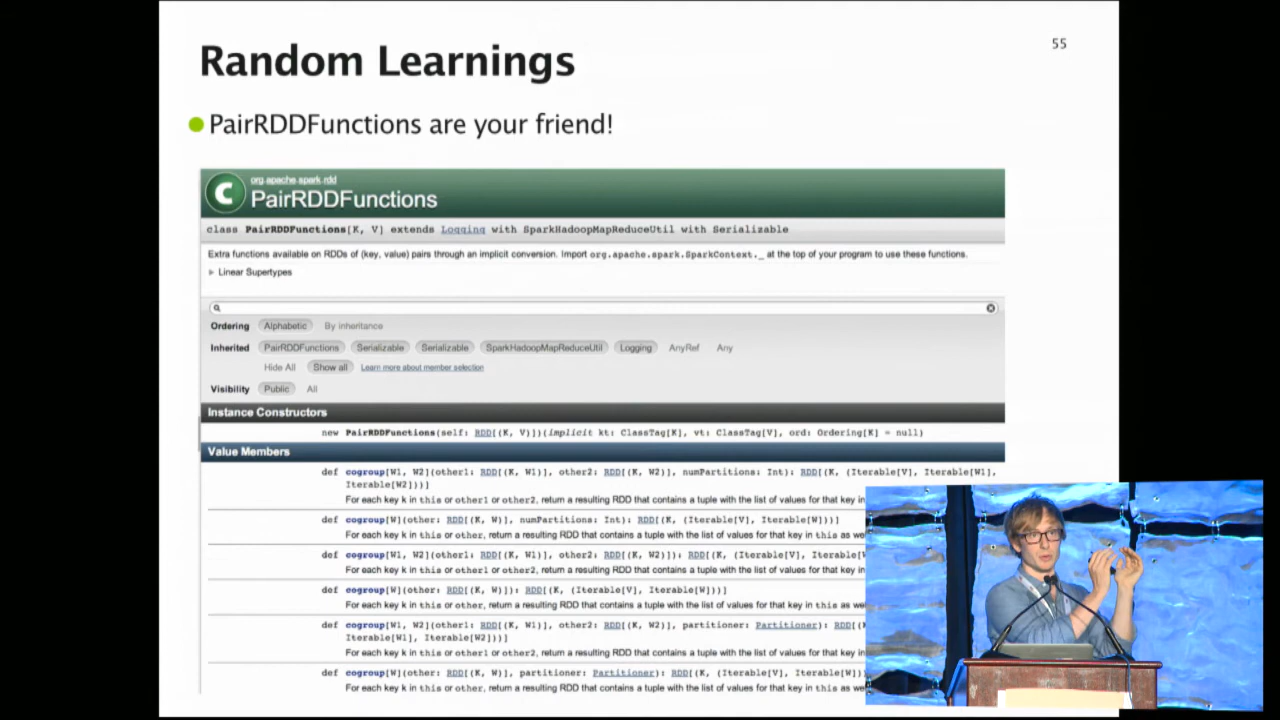 Random Learnings
55
PairRDDFunctions are your friend!
org.apache.spark.rdd
C
PairRDDFunctions
class PairRDDFunctions[K, V] extends Logging with SparkHadoopMapReduceUtil with Serializable
Extra functions available on RDDs of (key, value) pairs through an implicit conversion. Import org.apache.spark.SparkContext._ at the top of your program to use these functions.
Linear Supertypes
Ordering Alphabetic By inheritance
Inherited PairRDDFunctions Serializable Serializable SparkHadoopMapReduceUtil Logging AnyRef Any
Hide All Show all Learn more about member selection
Visibility Public All
Instance Constructors
new PairRDDFunctions(self: RDD[(K, V)])(implicit kt: ClassTag[K], vt: ClassTag[V], ord: Ordering[K] = null)
Value Members
def cogroup[W1, W2](other1: RDD[(K, W1)], other2: RDD[(K, W2)], numPartitions: Int): RDD[(K, (Iterable[V], Iterable[W1],
Iterable[W2]))]
For each key k in this or other1 or other2, return a resulting RDD that contains a tuple with the list of values for that key in
def cogroup[W](other: RDD[(K, W)], numPartitions: Int): RDD[(K, (Iterable[V], Iterable[W]))]
For each key k in this or other, return a resulting RDD that contains a tuple with the list of values for that key in this as we
def cogroup[W1, W2](other1: RDD[(K, W1)], other2: RDD[(K, W2)]): RDD[(K, (Iterable[V], Iterable[W
For each key k in this or other1 or other2, return a resulting RDD that contains a tuple with the list of values for that key in
def cogroup[W](other: RDD[(K, W)]): RDD[(K, (Iterable[V], Iterable[W]))]
For each key k in this or other, return a resulting RDD that contains a tuple with the list of values for that key in this as we
def cogroup[W1, W2](other1: RDD[(K, W1)], other2: RDD[(K, W2)], partitioner: Partitioner): RDD[(
Iterable[W1], Iterable[W2]))]
For each key k in this or other1 or other2, return a resulting RDD that contains a tuple with the list of values for that key in
def cogroup[W](other: RDD[(K, W)], partitioner: Partitioner): RDD[(K, (Iterable[V], Iterable[W]))
For each key k in this or other, return a resulting RDD that contains a tuple with the list of values for that key in this as we